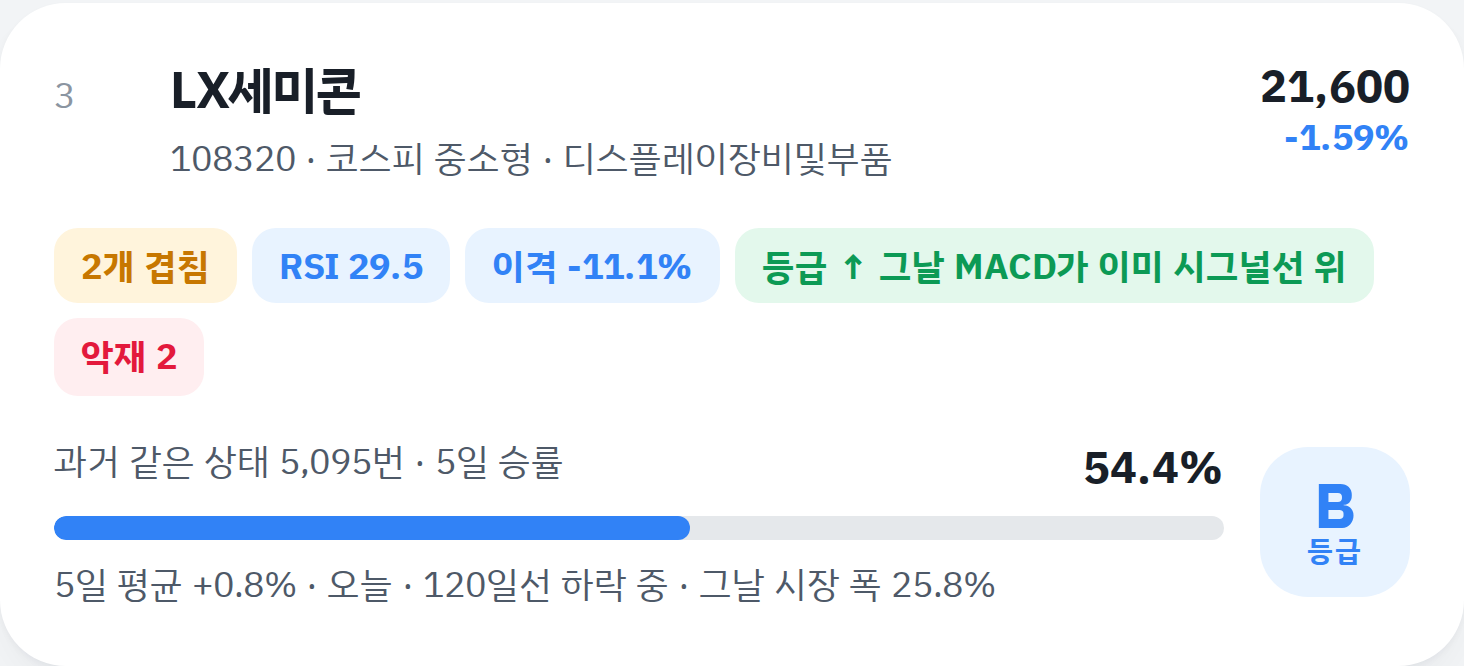 3 LX세미콘 21,600
108320 · 코스피 중소형 · 디스플레이장비및부품 -1.59%
2개 겹침 RSI 29.5 이격 -11.1% 등급 ↑ 그날 MACD가 이미 시그널선 위
악재 2
과거 같은 상태 5,095번 · 5일 승률 54.4%
B
등급
5일 평균 +0.8% · 오늘 · 120일선 하락 중 · 그날 시장 폭 25.8%